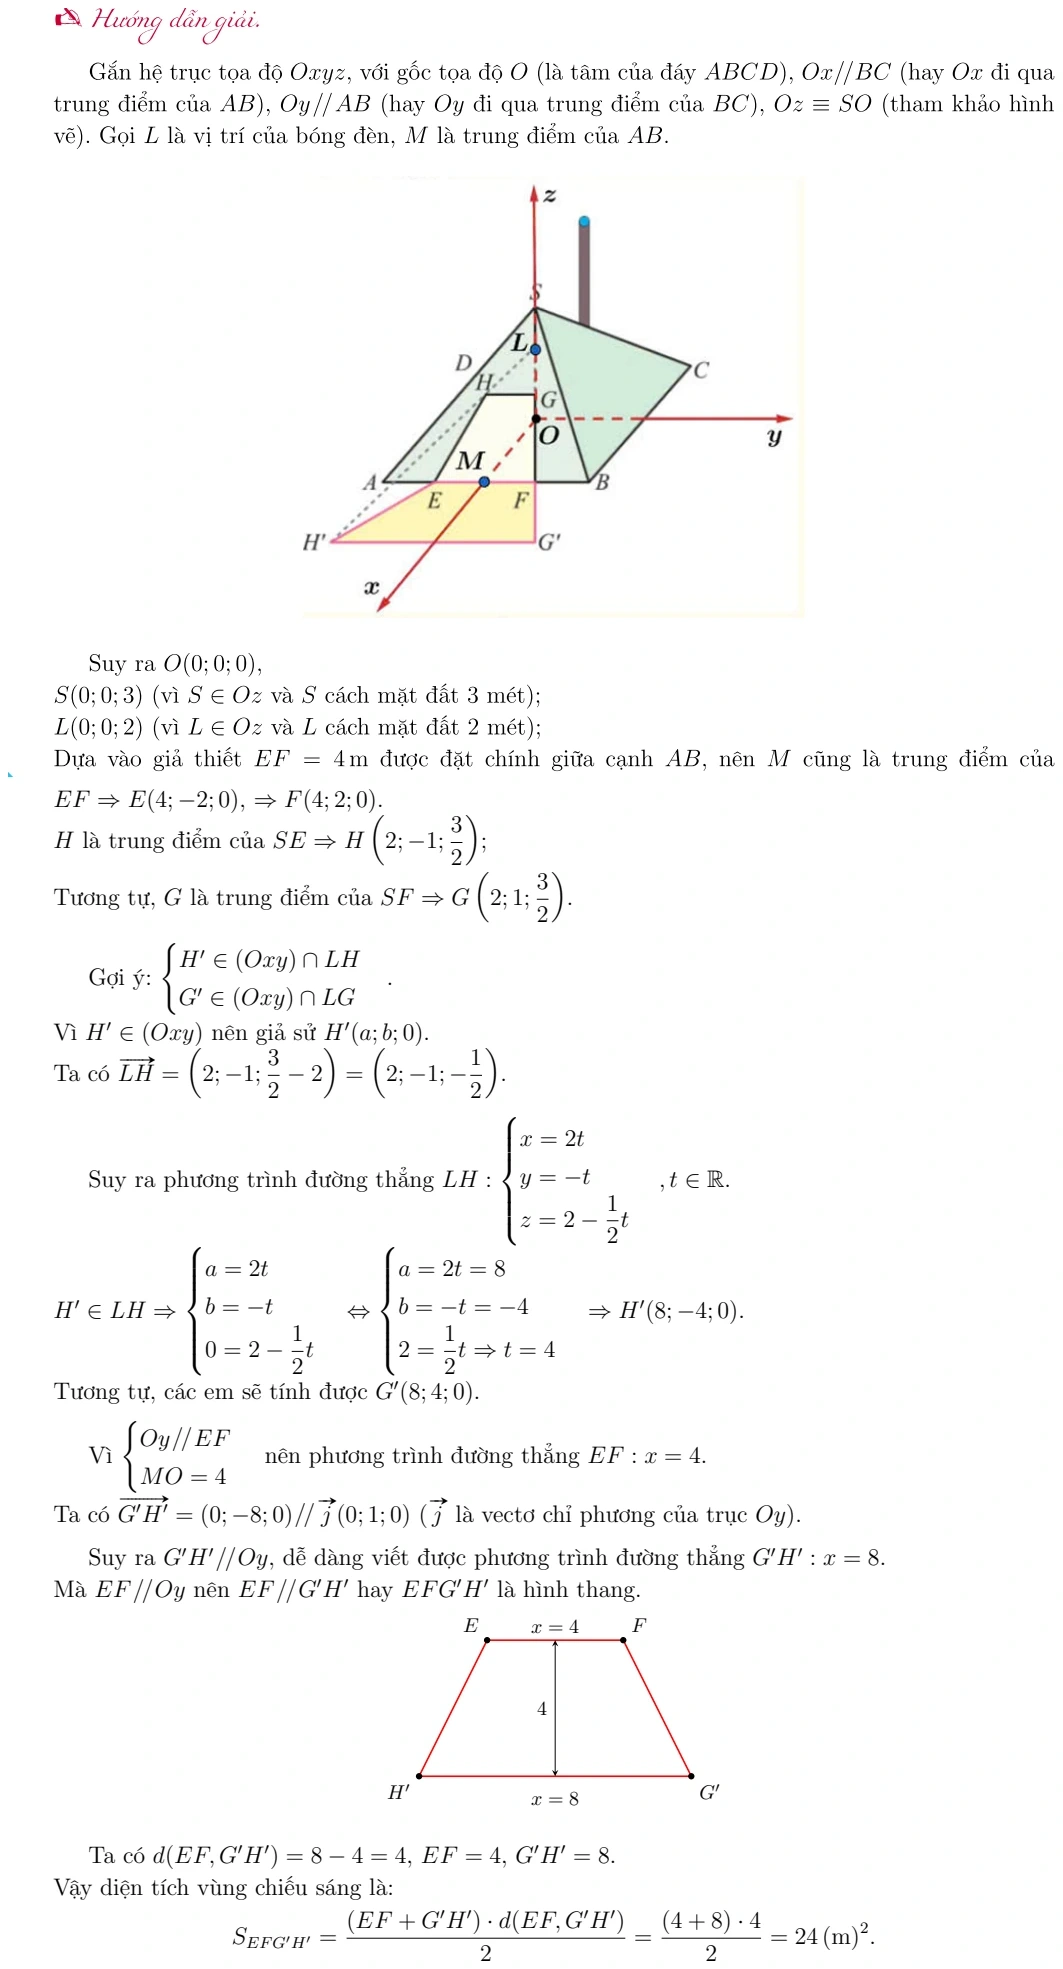 Hướng dẫn giải.
Gắn hệ trục tọa độ Oxyz, với gốc tọa độ O (là tâm của đáy ABCD), Ox//BC (hay Ox đi qua
trung điểm của AB), Oy//AB (hay Oy đi qua trung điểm của BC), Oz ≡ SO (tham khảo hình
vẽ). Gọi L là vị trí của bóng đèn, M là trung điểm của AB.
z
S
L
D
C
H
G
O
y
M
A
B
E
F
H'
G'
x
Suy ra O(0; 0; 0),
S(0; 0; 3) (vì S ∈ Oz và S cách mặt đất 3 mét);
L(0; 0; 2) (vì L ∈ Oz và L cách mặt đất 2 mét);
Dựa vào giả thiết EF = 4 m được đặt chính giữa cạnh AB, nên M cũng là trung điểm của
EF ⇒ E(4; −2; 0), ⇒ F(4; 2; 0).
H là trung điểm của SE ⇒ H(2; −1; 3/2);
Tương tự, G là trung điểm của SF ⇒ G(2; 1; 3/2).
Gợi ý: { H′ ∈ (Oxy) ∩ LH
G′ ∈ (Oxy) ∩ LG .
Vì H′ ∈ (Oxy) nên giả sử H′(a; b; 0).
Ta có →LH = (2; −1; 3/2 − 2) = (2; −1; −1/2).
Suy ra phương trình đường thẳng LH : { x = 2t
y = −t , t ∈ ℝ.
z = 2 − 1/2 t
H′ ∈ LH ⇒ { a = 2t ⇔ { a = 2t = 8
b = −t b = −t = −4 ⇒ H′(8; −4; 0).
0 = 2 − 1/2 t 2 = 1/2 t ⇒ t = 4
Tương tự, các em sẽ tính được G′(8; 4; 0).
Vì { Oy//EF
MO = 4 nên phương trình đường thẳng EF : x = 4.
Ta có →G′H′ = (0; −8; 0)// →j (0; 1; 0) (→j là vectơ chỉ phương của trục Oy).
Suy ra G′H′//Oy, dễ dàng viết được phương trình đường thẳng G′H′ : x = 8.
Mà EF//Oy nên EF//G′H′ hay EFG′H′ là hình thang.
E x = 4 F
4
H′ x = 8 G′
Ta có d(EF, G′H′) = 8 − 4 = 4, EF = 4, G′H′ = 8.
Vậy diện tích vùng chiếu sáng là:
S_EFG′H′ = (EF + G′H′) · d(EF, G′H′) / 2 = (4 + 8) · 4 / 2 = 24 (m)².